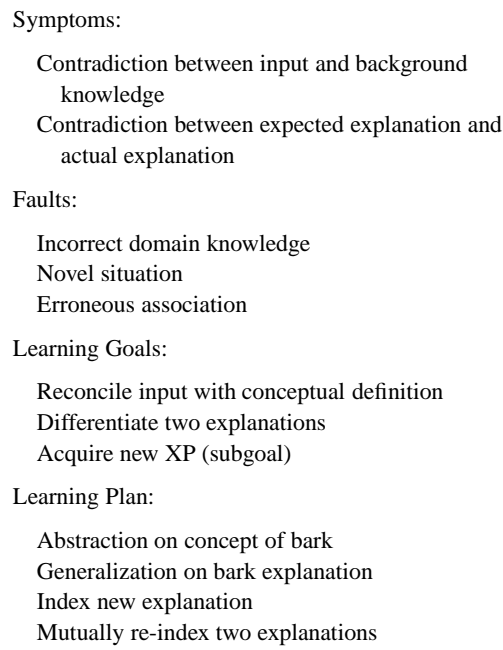 Symptoms:
Contradiction between input and background
knowledge
Contradiction between expected explanation and
actual explanation
Faults:
Incorrect domain knowledge
Novel situation
Erroneous association
Learning Goals:
Reconcile input with conceptual definition
Differentiate two explanations
Acquire new XP (subgoal)
Learning Plan:
Abstraction on concept of bark
Generalization on bark explanation
Index new explanation
Mutually re-index two explanations